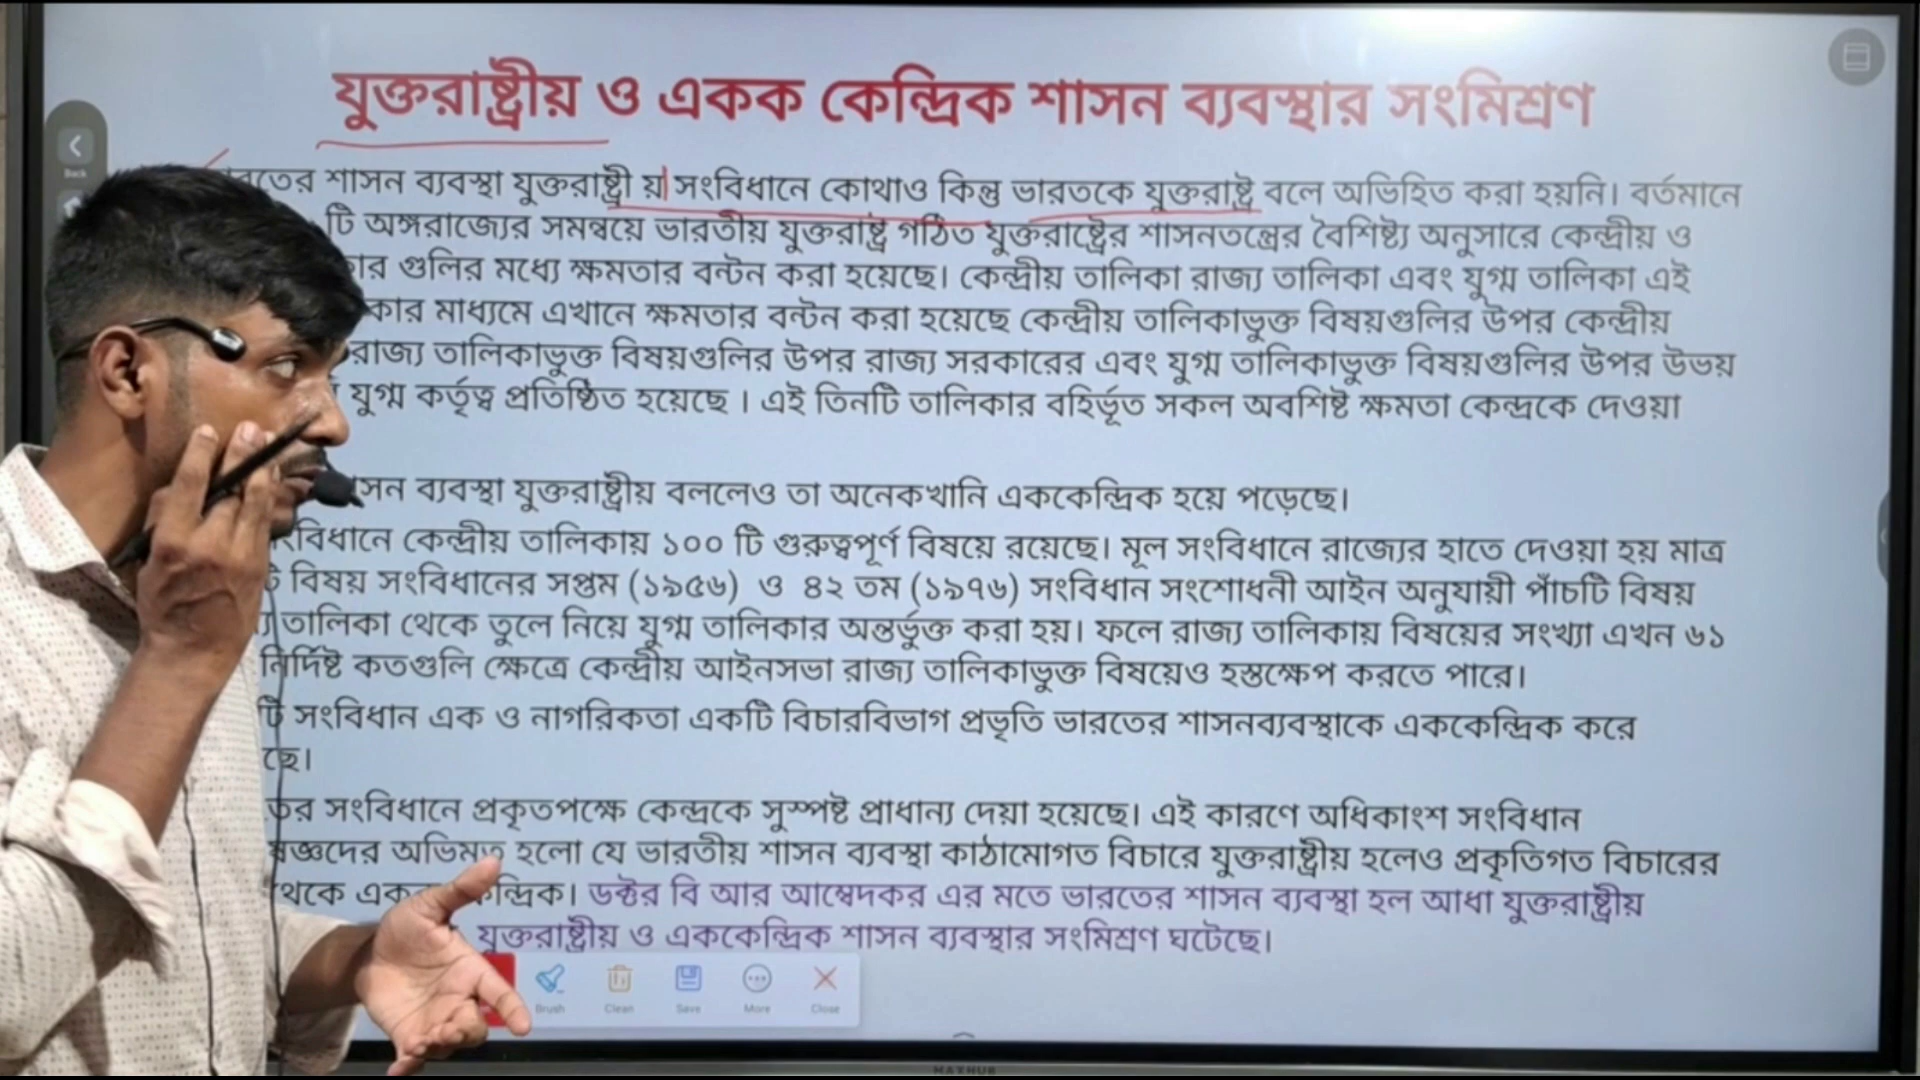 যুক্তরাষ্ট্রীয় ও একক কেন্দ্রিক শাসন ব্যবস্থার সংমিশ্রণ
শাসন ব্যবস্থা যুক্তরাষ্ট্রী য় সংবিধানে কোথাও কিন্তু ভারতকে যুক্তরাষ্ট্র বলে অভিহিত করা হয়নি। বর্তমানে
টি অঙ্গরাজ্যের সমন্বয়ে ভারতীয় যুক্তরাষ্ট্র গঠিত যুক্তরাষ্ট্রের শাসনতন্ত্রের বৈশিষ্ট্য অনুসারে কেন্দ্রীয় ও
গুলির মধ্যে ক্ষমতার বন্টন করা হয়েছে। কেন্দ্রীয় তালিকা রাজ্য তালিকা এবং যুগ্ম তালিকা এই
মাধ্যমে এখানে ক্ষমতার বন্টন করা হয়েছে কেন্দ্রীয় তালিকাভুক্ত বিষয়গুলির উপর কেন্দ্রীয়
রাজ্য তালিকাভুক্ত বিষয়গুলির উপর রাজ্য সরকারের এবং যুগ্ম তালিকাভুক্ত বিষয়গুলির উপর উভয়
যুগ্ম কর্তৃত্ব প্রতিষ্ঠিত হয়েছে । এই তিনটি তালিকার বহির্ভূত সকল অবশিষ্ট ক্ষমতা কেন্দ্রকে দেওয়া
ব্যবস্থা যুক্তরাষ্ট্রীয় বললেও তা অনেকখানি এককেন্দ্রিক হয়ে পড়েছে।
কেন্দ্রীয় তালিকায় ১০০ টি গুরুত্বপূর্ণ বিষয়ে রয়েছে। মূল সংবিধানে রাজ্যের হাতে দেওয়া হয় মাত্র
টি বিষয় সংবিধানের সপ্তম (১৯৫৬) ও ৪২ তম (১৯৭৬) সংবিধান সংশোধনী আইন অনুযায়ী পাঁচটি বিষয়
তালিকা থেকে তুলে নিয়ে যুগ্ম তালিকার অন্তর্ভুক্ত করা হয়। ফলে রাজ্য তালিকায় বিষয়ের সংখ্যা এখন ৬১
নির্দিষ্ট কতগুলি ক্ষেত্রে কেন্দ্রীয় আইনসভা রাজ্য তালিকাভুক্ত বিষয়েও হস্তক্ষেপ করতে পারে।
টি সংবিধান এক ও নাগরিকতা একটি বিচারবিভাগ প্রভৃতি ভারতের শাসনব্যবস্থাকে এককেন্দ্রিক করে
ছে।
সংবিধানে প্রকৃতপক্ষে কেন্দ্রকে সুস্পষ্ট প্রাধান্য দেয়া হয়েছে। এই কারণে অধিকাংশ সংবিধান
অভিমত হলো যে ভারতীয় শাসন ব্যবস্থা কাঠামোগত বিচারে যুক্তরাষ্ট্রীয় হলেও প্রকৃতিগত বিচারের
থেকে ডক্টর বি আর আম্বেদকর এর মতে ভারতের শাসন ব্যবস্থা হল আধা যুক্তরাষ্ট্রীয়
যুক্তরাষ্ট্রীয় ও এককেন্দ্রিক শাসন ব্যবস্থার সংমিশ্রণ ঘটেছে।
Back
Brush Clean Save More Close
MAXHUB